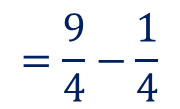 = 9/4 − 1/4